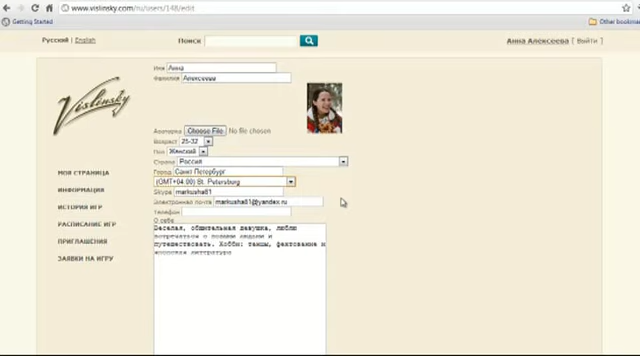 www.vislinsky.com/ru/users/148/edit
Getting Started
Other bookmar
Русский | English
Поиск
Анна Алексеева [ Войти ]
Vislinsky
Имя Анна
Фамилия Алексеева
Аватарка Choose File No file chosen
Возраст 25-32
Пол Женский
Страна Россия
Город Санкт Петербург
(GMT+04:00) St. Petersburg
Skype markusha81
Электронная почта markusha81@yandex.ru
Телефон
О себе
Веселая, общительная девушка, люблю
встречаться с новыми людьми и
путешествовать. Хобби: танцы, фехтование и
литература
МОЯ СТРАНИЦА
ИНФОРМАЦИЯ
ИСТОРИЯ ИГР
РАСПИСАНИЕ ИГР
ПРИГЛАШЕНИЯ
ЗАЯВКИ НА ИГРУ